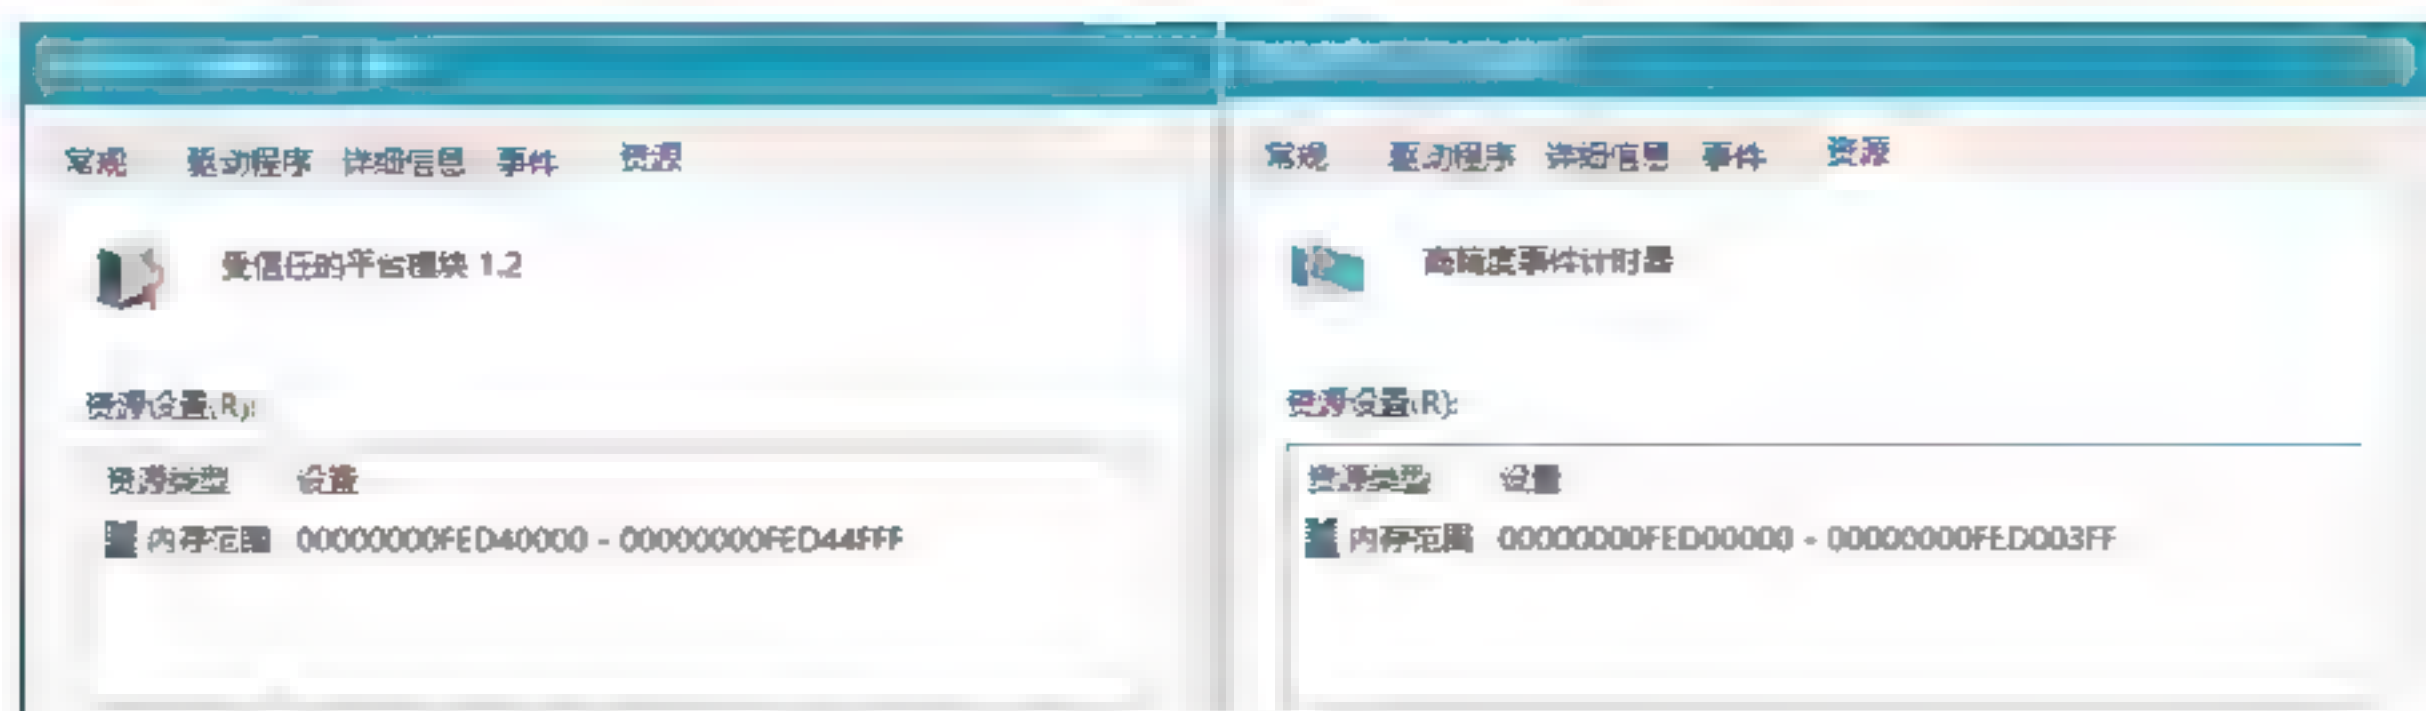 常规 驱动程序 详细信息 事件 资源
受信任的平台模块 1.2
资源设置(R):
资源类型 设置
内存范围 00000000FED40000 - 00000000FED44FFF
常规 驱动程序 详细信息 事件 资源
高精度事件计时器
资源设置(R):
资源类型 设置
内存范围 00000000FED00000 - 00000000FED003FF